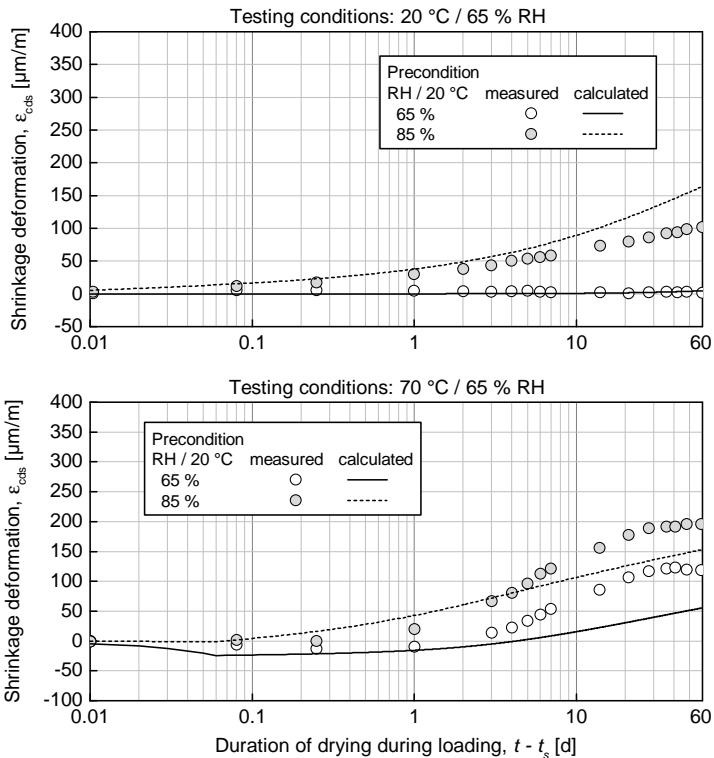 Testing conditions: 20 °C / 65 % RH
Shrinkage deformation, εcds [µm/m]
400
350
300
250
200
150
100
50
0
-50
Precondition
RH / 20 °C measured calculated
65 %
85 %
0.01 0.1 1 10 60
Testing conditions: 70 °C / 65 % RH
Shrinkage deformation, εcds [µm/m]
400
350
300
250
200
150
100
50
0
-50
-100
Precondition
RH / 20 °C measured calculated
65 %
85 %
0.01 0.1 1 10 60
Duration of drying during loading, t - ts [d]